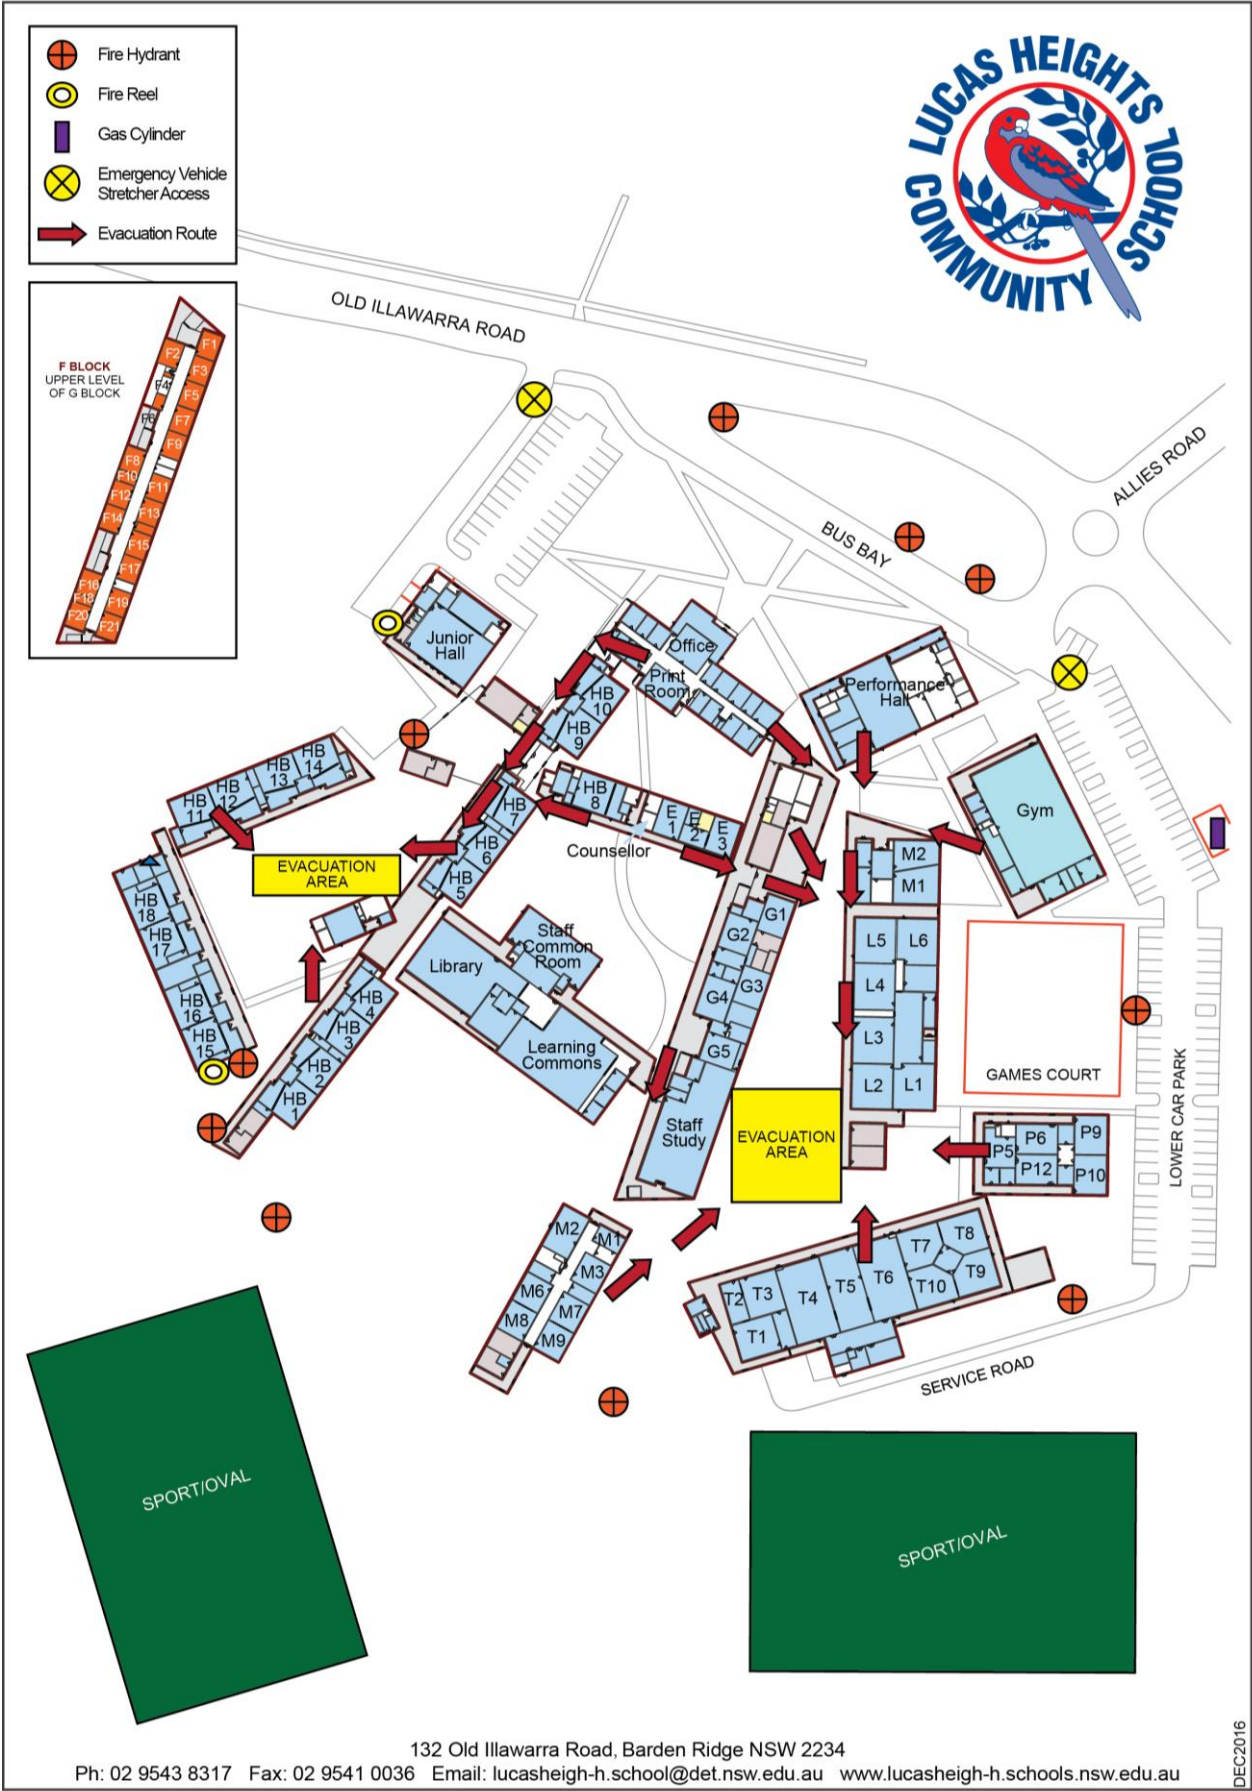 Fire Hydrant
Fire Reel
Gas Cylinder
Emergency Vehicle
Stretcher Access
Evacuation Route
LUCAS HEIGHTS
COMMUNITY SCHOOL
F BLOCK
UPPER LEVEL
OF G BLOCK
F1
F2
F3
F4
F5
F6
F7
F8
F9
F10
F11
F12
F13
F14
F15
F16
F17
F18
F19
F20
F21
OLD ILLAWARRA ROAD
ALLIES ROAD
BUS BAY
Junior
Hall
Office
Print
Room
Performance
Hall
HB
10
HB
9
Gym
HB
14
HB
13
HB
12
HB
11
HB
8
HB
7
HB
6
HB
5
E
1
E
2
E
3
Counsellor
EVACUATION
AREA
M2
M1
HB
18
HB
17
HB
16
HB
15
Library
Staff
Common
Room
Learning
Commons
G1
G2
G3
G4
G5
Staff
Study
L5
L6
L4
L3
L2
L1
GAMES COURT
LOWER CAR PARK
HB
4
HB
3
HB
2
HB
1
EVACUATION
AREA
P5
P6
P9
P12
P10
M2
M1
M3
M6
M7
M8
M9
T2
T3
T1
T4
T5
T6
T7
T8
T10
T9
SERVICE ROAD
SPORT/OVAL
SPORT/OVAL
132 Old Illawarra Road, Barden Ridge NSW 2234
Ph: 02 9543 8317 Fax: 02 9541 0036 Email: lucasheigh-h.school@det.nsw.edu.au www.lucasheigh-h.schools.nsw.edu.au
DEC2016